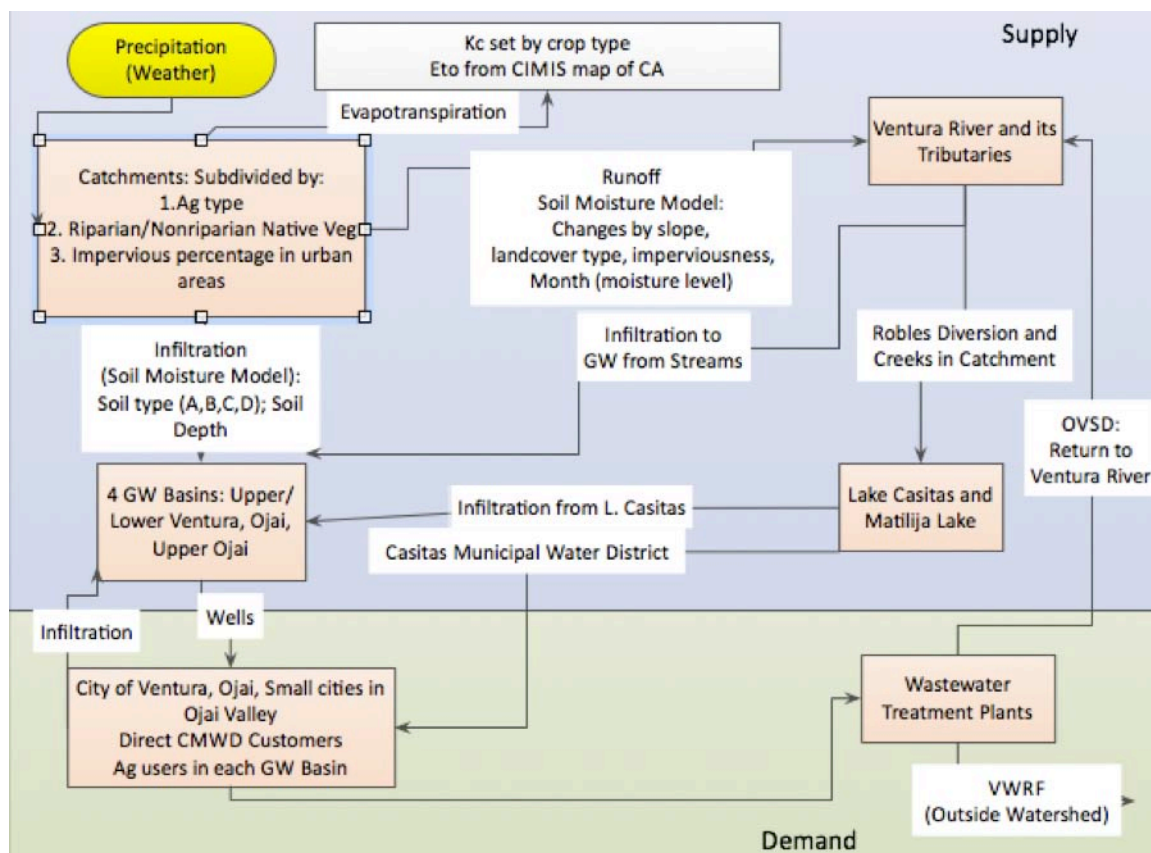 Precipitation
(Weather)
Kc set by crop type
Eto from CIMIS map of CA
Supply
Evapotranspiration
Catchments: Subdivided by:
1.Ag type
2. Riparian/Nonriparian Native Veg
3. Impervious percentage in urban
areas
Runoff
Soil Moisture Model:
Changes by slope,
landcover type, imperviousness,
Month (moisture level)
Ventura River and its
Tributaries
Infiltration
(Soil Moisture Model):
Soil type (A,B,C,D); Soil
Depth
Infiltration to
GW from Streams
Robles Diversion and
Creeks in Catchment
OVSD:
Return to
Ventura River
4 GW Basins: Upper/
Lower Ventura, Ojai,
Upper Ojai
Infiltration from L. Casitas
Casitas Municipal Water District
Lake Casitas and
Matilija Lake
Infiltration
Wells
City of Ventura, Ojai, Small cities in
Ojai Valley
Direct CMWD Customers
Ag users in each GW Basin
Wastewater
Treatment Plants
VWRF
(Outside Watershed)
Demand